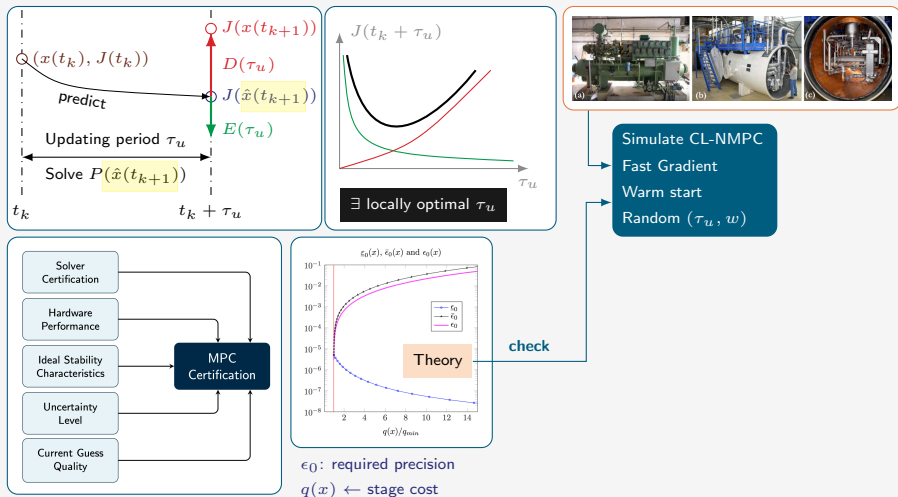 (x(t_k), J(t_k))
predict
J(x(t_{k+1}))
D(τ_u)
J(x̂(t_{k+1}))
E(τ_u)
Updating period τ_u
Solve P(x̂(t_{k+1}))
t_k
t_k + τ_u
J(t_k + τ_u)
τ_u
∃ locally optimal τ_u
(a)
(b)
(c)
Simulate CL-NMPC
Fast Gradient
Warm start
Random (τ_u, w)
Solver
Certification
Hardware
Performance
Ideal Stability
Characteristics
Uncertainty
Level
Current Guess
Quality
MPC
Certification
10^{-1}
10^{-2}
10^{-3}
10^{-4}
10^{-5}
10^{-6}
10^{-7}
10^{-8}
2
4
6
8
10
12
14
q(x)/q_{min}
ϵ_0
Theory
check
ϵ_0: required precision
q(x) ← stage cost